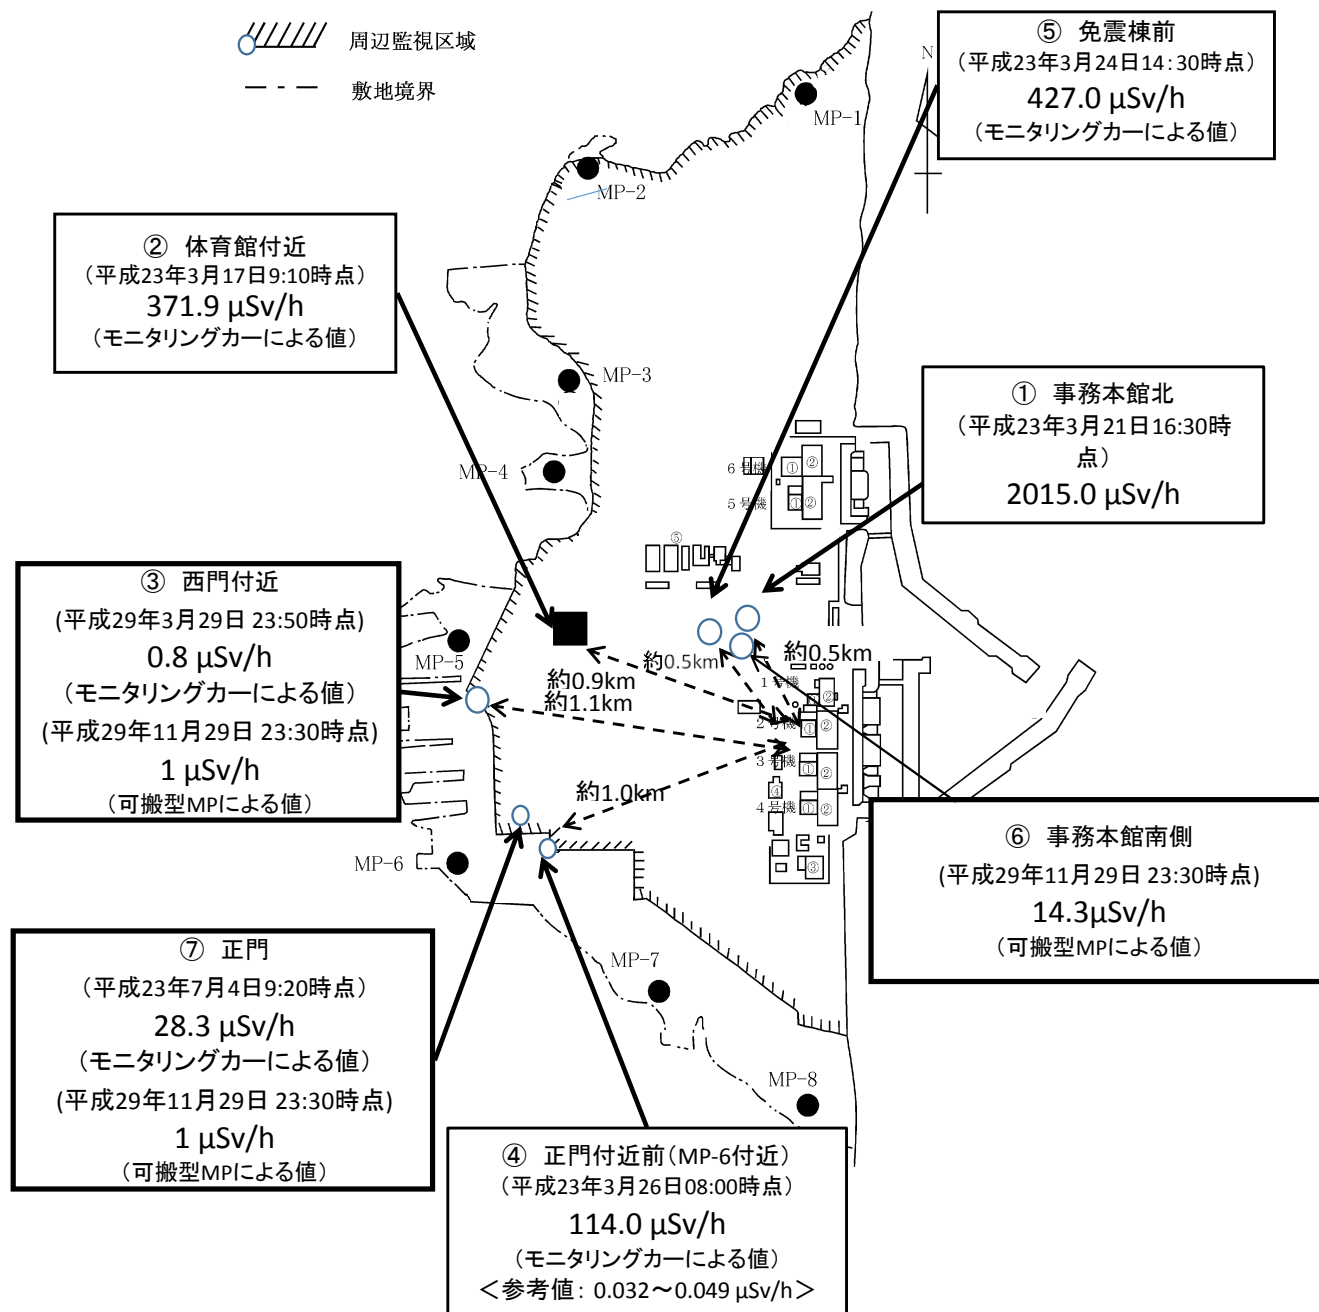 周辺監視区域
敷地境界
⑤ 免震棟前
（平成23年3月24日14:30時点）
427.0 μSv/h
（モニタリングカーによる値）
N
MP-1
MP-2
② 体育館付近
（平成23年3月17日9:10時点）
371.9 μSv/h
（モニタリングカーによる値）
MP-3
① 事務本館北
（平成23年3月21日16:30時
点）
2015.0 μSv/h
MP-4
6号機
①
②
5号機
①
②
⑤
③ 西門付近
(平成29年3月29日 23:50時点)
0.8 μSv/h
（モニタリングカーによる値）
(平成29年11月29日 23:30時点)
1 μSv/h
（可搬型MPによる値）
MP-5
約0.5km
約0.5km
約0.9km
約1.1km
1号機
②
2号機
①
②
3号機
①
②
④
4号機
①
②
③
約1.0km
MP-6
⑥ 事務本館南側
(平成29年11月29日 23:30時点)
14.3μSv/h
（可搬型MPによる値）
⑦ 正門
（平成23年7月4日9:20時点）
28.3 μSv/h
（モニタリングカーによる値）
(平成29年11月29日 23:30時点)
1 μSv/h
（可搬型MPによる値）
MP-7
MP-8
④ 正門付近前（MP-6付近）
（平成23年3月26日08:00時点）
114.0 μSv/h
（モニタリングカーによる値）
＜参考値： 0.032～0.049 μSv/h＞